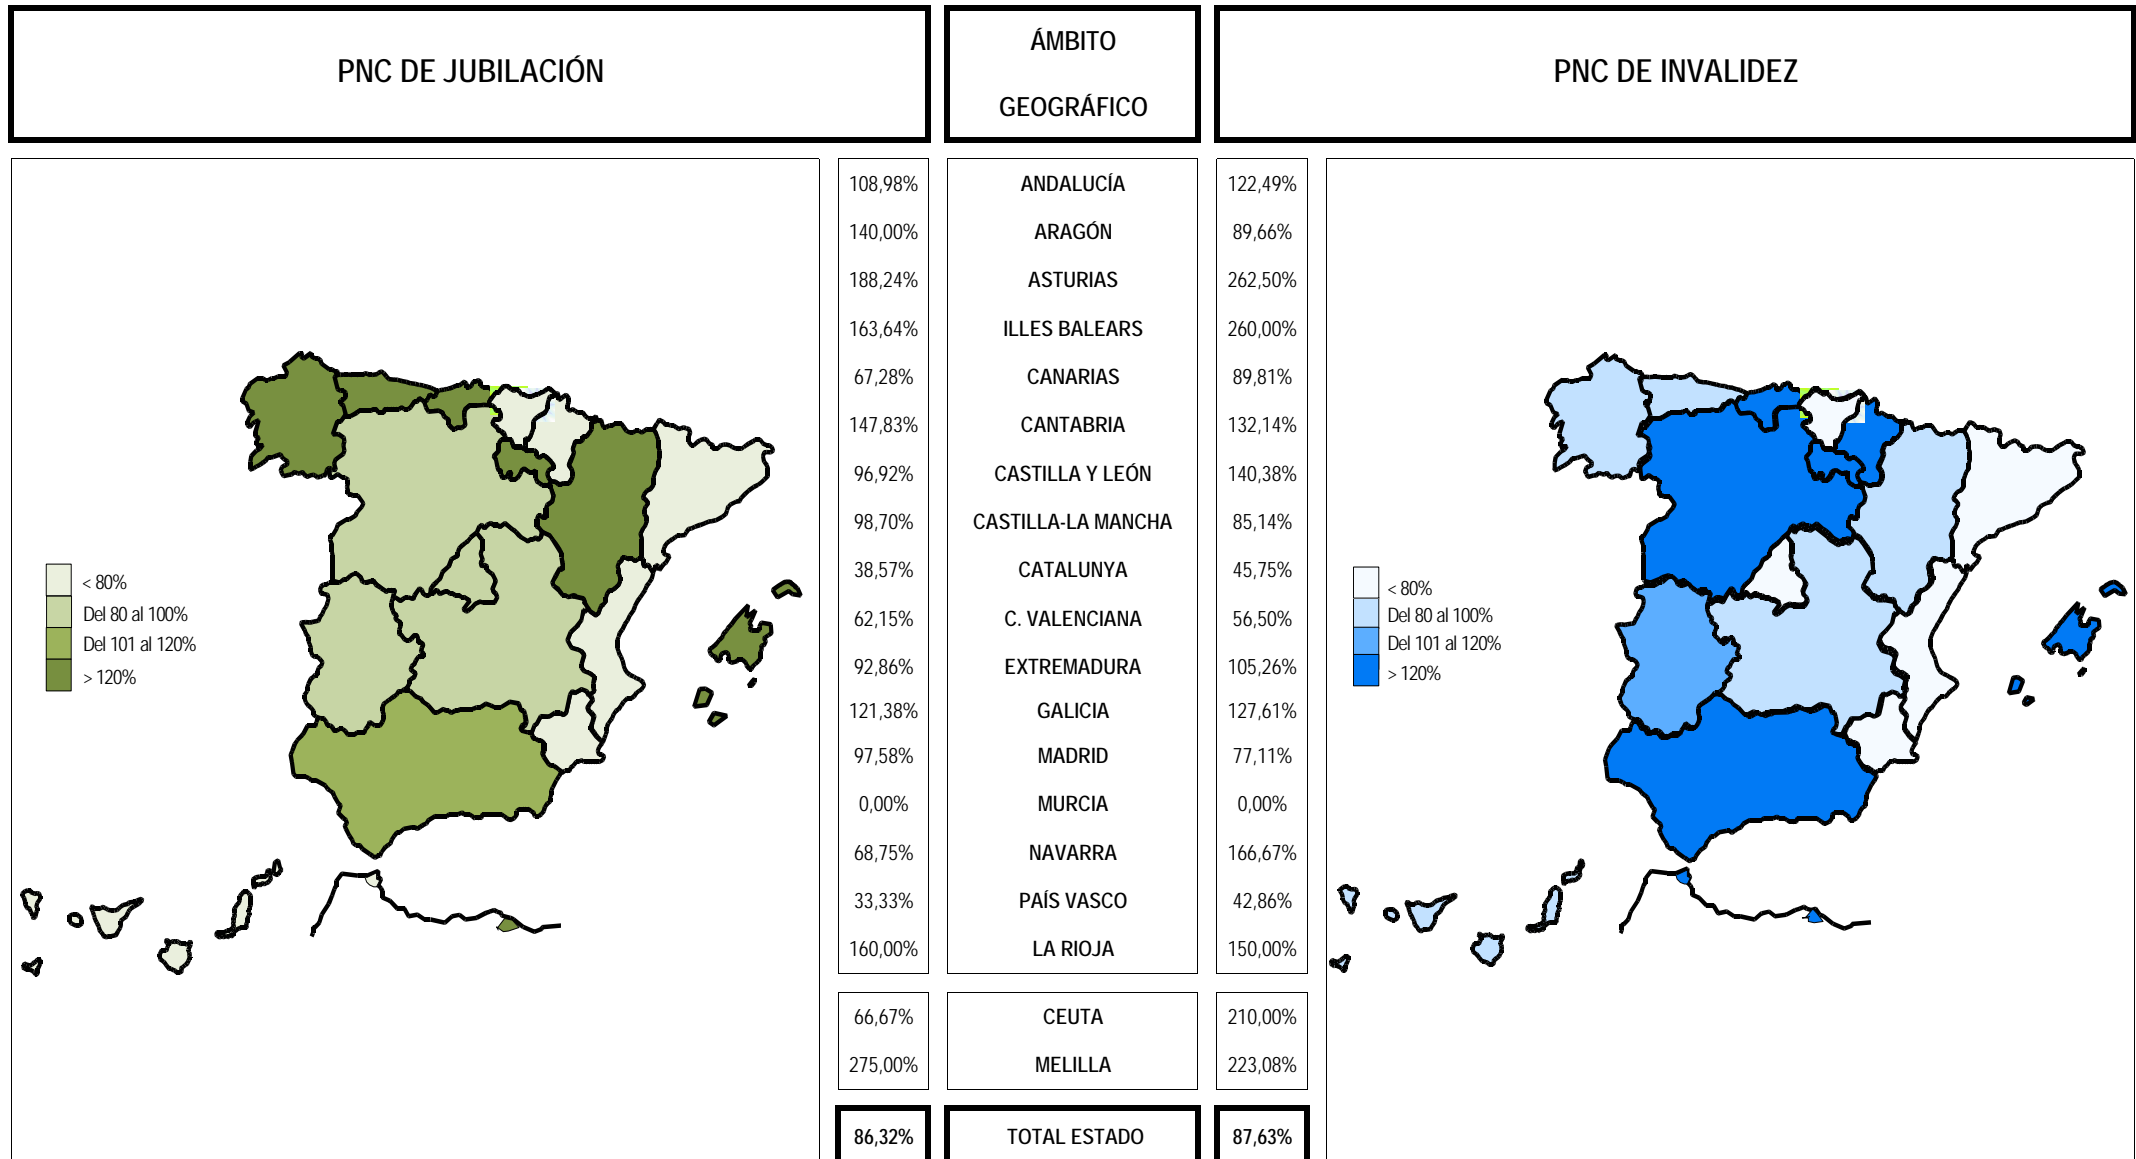 PNC DE JUBILACIÓN
ÁMBITO
GEOGRÁFICO
PNC DE INVALIDEZ
108,98% ANDALUCÍA 122,49%
140,00% ARAGÓN 89,66%
188,24% ASTURIAS 262,50%
163,64% ILLES BALEARS 260,00%
67,28% CANARIAS 89,81%
147,83% CANTABRIA 132,14%
96,92% CASTILLA Y LEÓN 140,38%
98,70% CASTILLA-LA MANCHA 85,14%
38,57% CATALUNYA 45,75%
62,15% C. VALENCIANA 56,50%
92,86% EXTREMADURA 105,26%
121,38% GALICIA 127,61%
97,58% MADRID 77,11%
0,00% MURCIA 0,00%
68,75% NAVARRA 166,67%
33,33% PAÍS VASCO 42,86%
160,00% LA RIOJA 150,00%
66,67% CEUTA 210,00%
275,00% MELILLA 223,08%
86,32% TOTAL ESTADO 87,63%
< 80%
Del 80 al 100%
Del 101 al 120%
> 120%
< 80%
Del 80 al 100%
Del 101 al 120%
> 120%